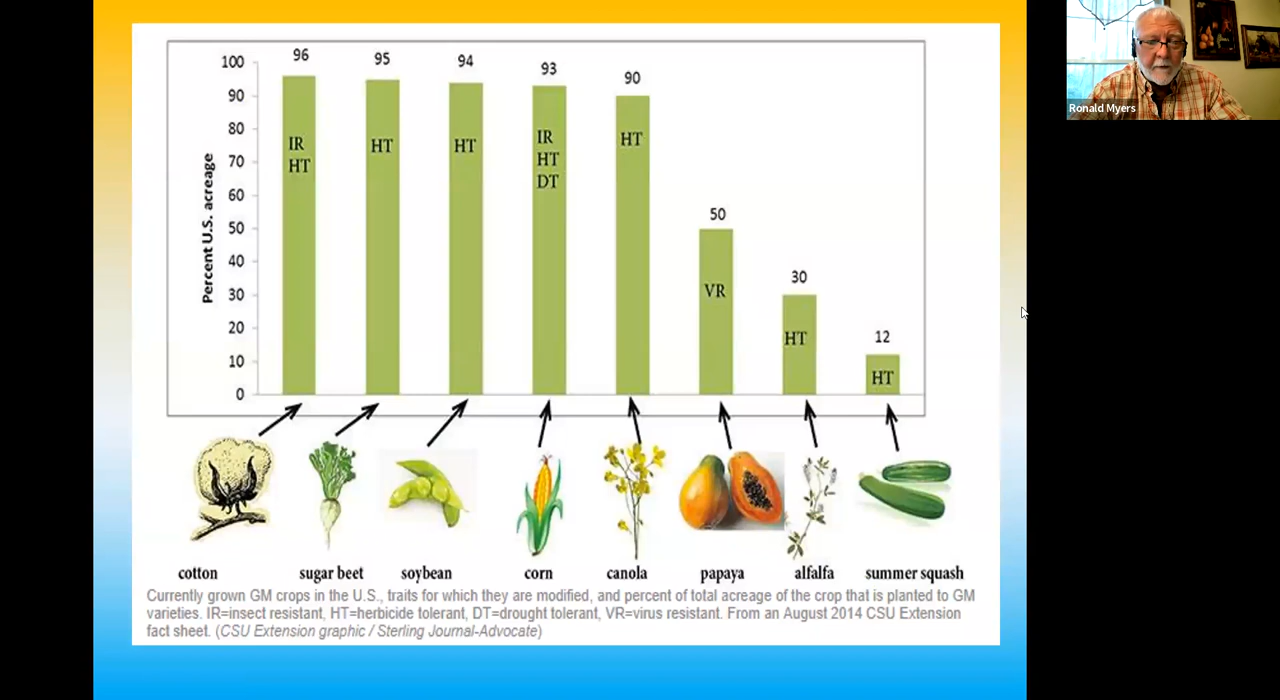 Ronald Myers
Percent U.S. acreage
100
90
80
70
60
50
40
30
20
10
0
96
IR
HT
95
HT
94
HT
93
IR
HT
DT
90
HT
50
VR
30
HT
12
HT
cotton sugar beet soybean corn canola papaya alfalfa summer squash
Currently grown GM crops in the U.S., traits for which they are modified, and percent of total acreage of the crop that is planted to GM
varieties. IR=insect resistant, HT=herbicide tolerant, DT=drought tolerant, VR=virus resistant. From an August 2014 CSU Extension
fact sheet. (CSU Extension graphic / Sterling Journal-Advocate)